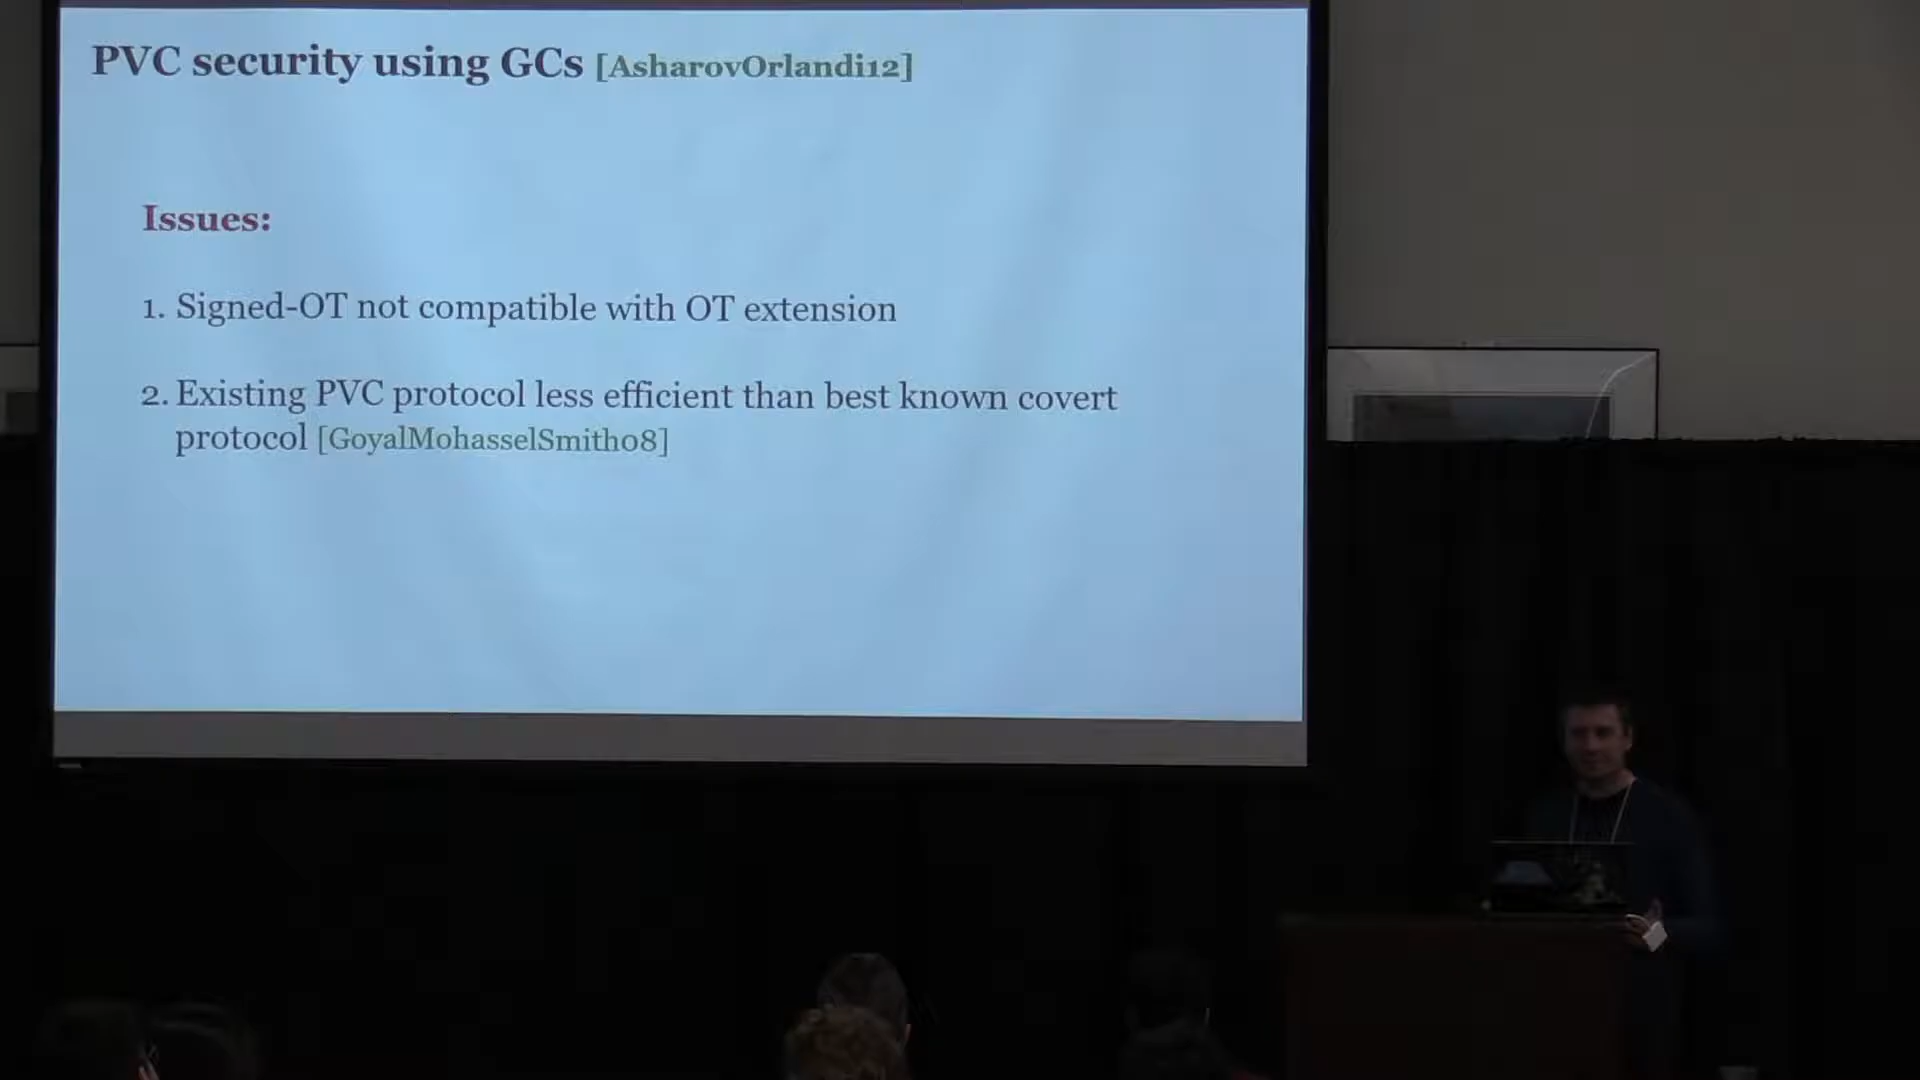 PVC security using GCs [AsharovOrlandi12]
Issues:
1. Signed-OT not compatible with OT extension
2. Existing PVC protocol less efficient than best known covert
protocol [GoyalMohasselSmith08]